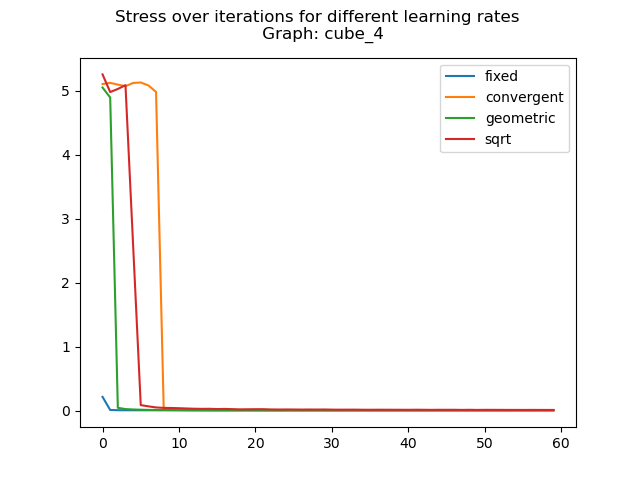 Stress over iterations for different learning rates
Graph: cube_4
fixed
convergent
geometric
sqrt
5
4
3
2
1
0
0 10 20 30 40 50 60